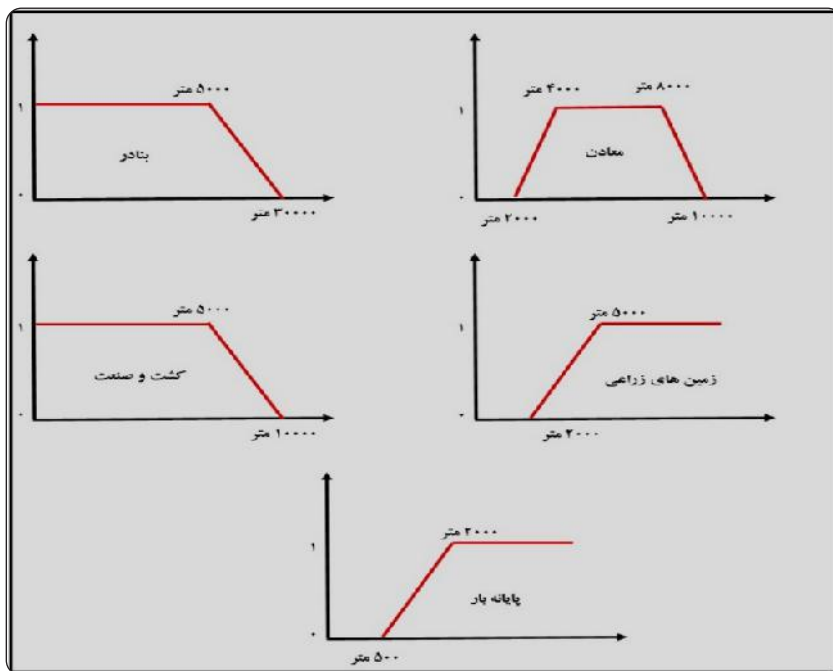 ۵۰۰۰ متر
۱
بنادر
۰
۳۰۰۰۰ متر
۴۰۰۰ متر
۸۰۰۰ متر
۱
معادن
۰
۲۰۰۰ متر
۱۰۰۰۰ متر
۵۰۰۰ متر
۱
کشت و صنعت
۰
۱۰۰۰۰ متر
۵۰۰۰ متر
۱
زمین های زراعی
۰
۲۰۰۰ متر
۲۰۰۰ متر
۱
پایانه بار
۰
۵۰۰ متر